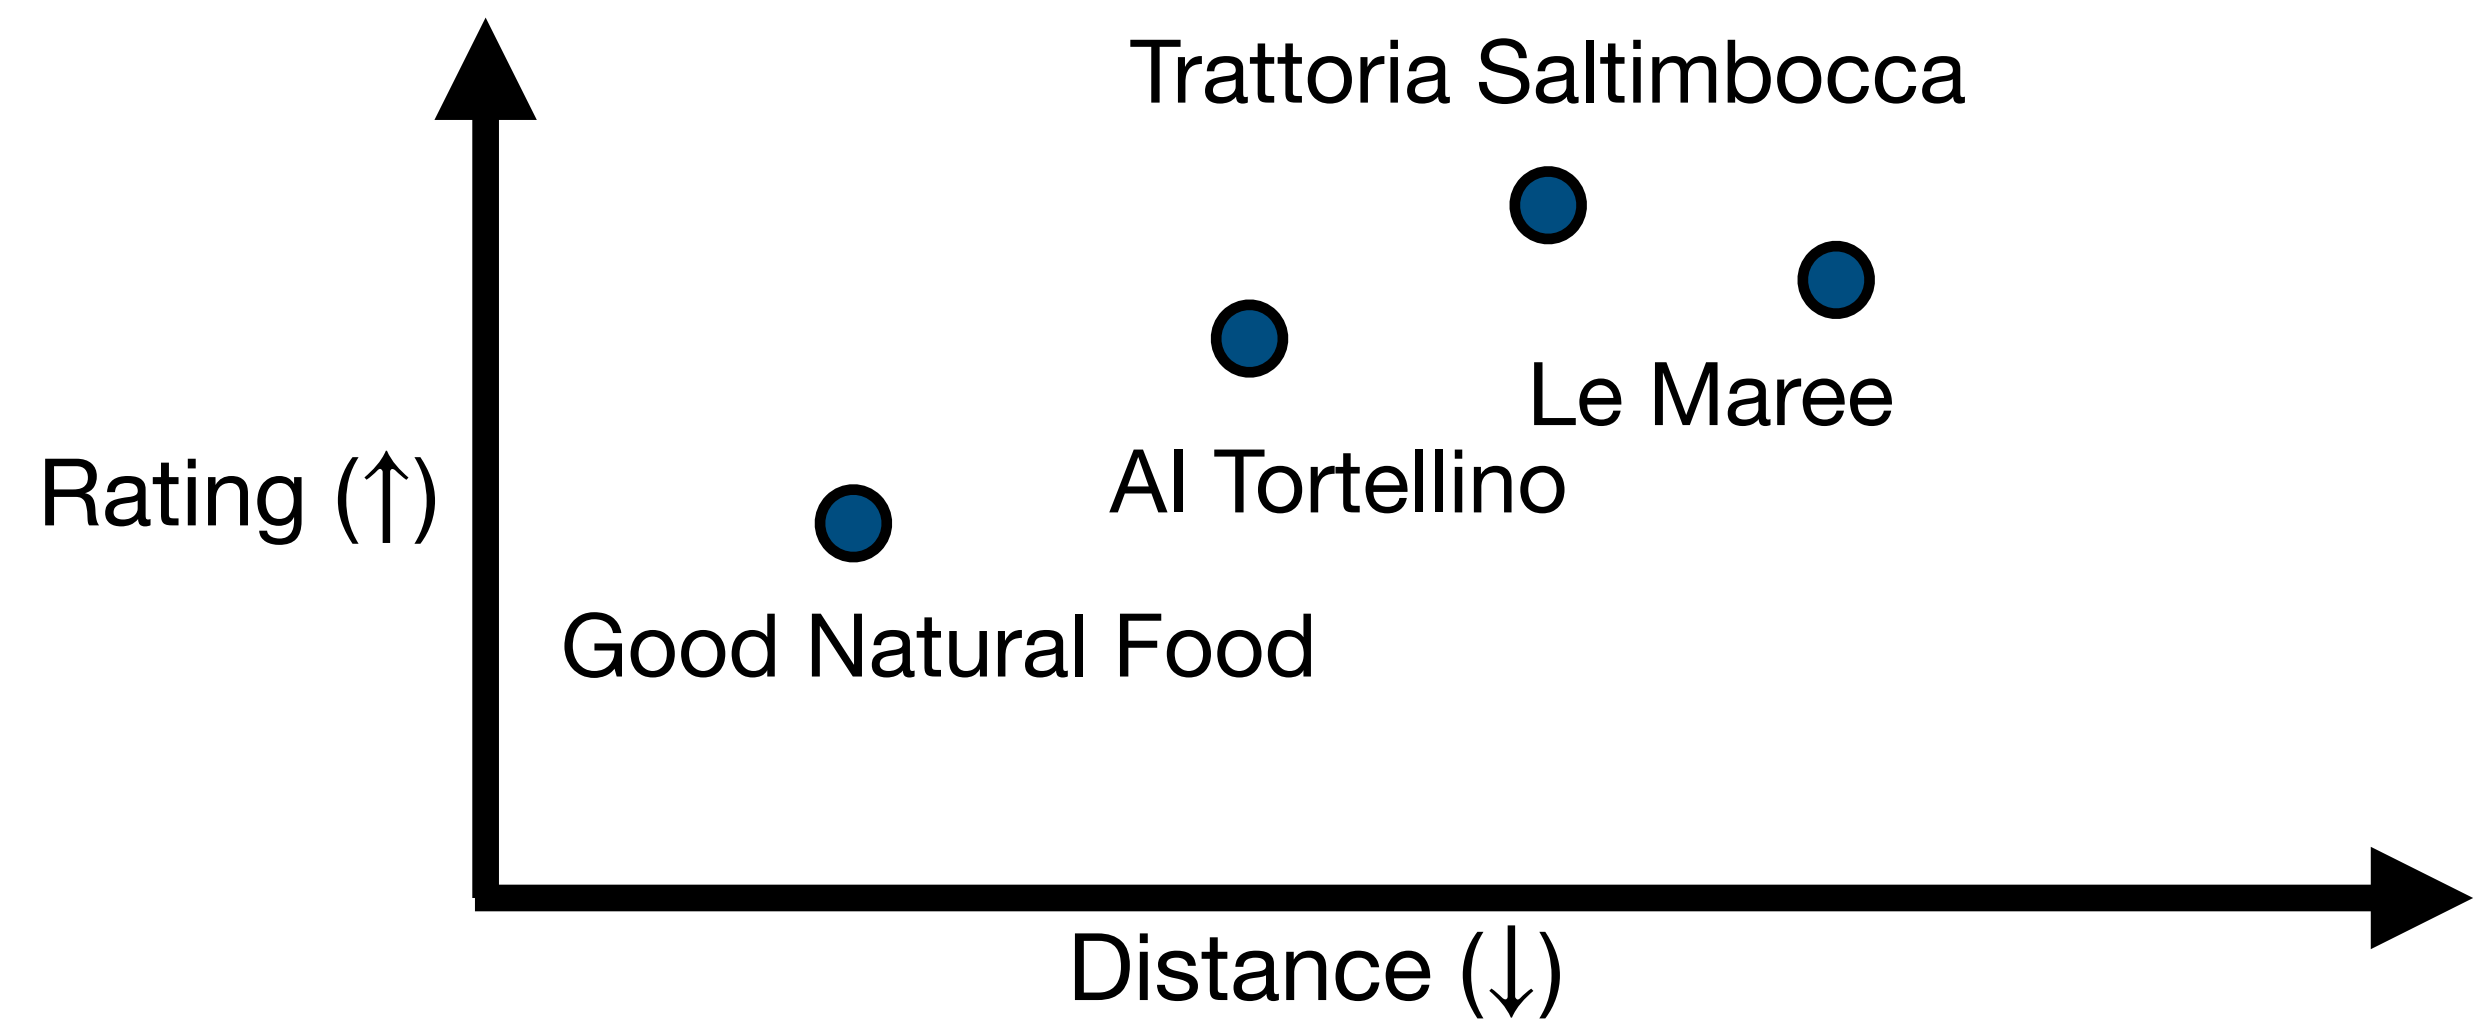 Trattoria Saltimbocca
Le Maree
Al Tortellino
Rating (↑)
Good Natural Food
Distance (↓)